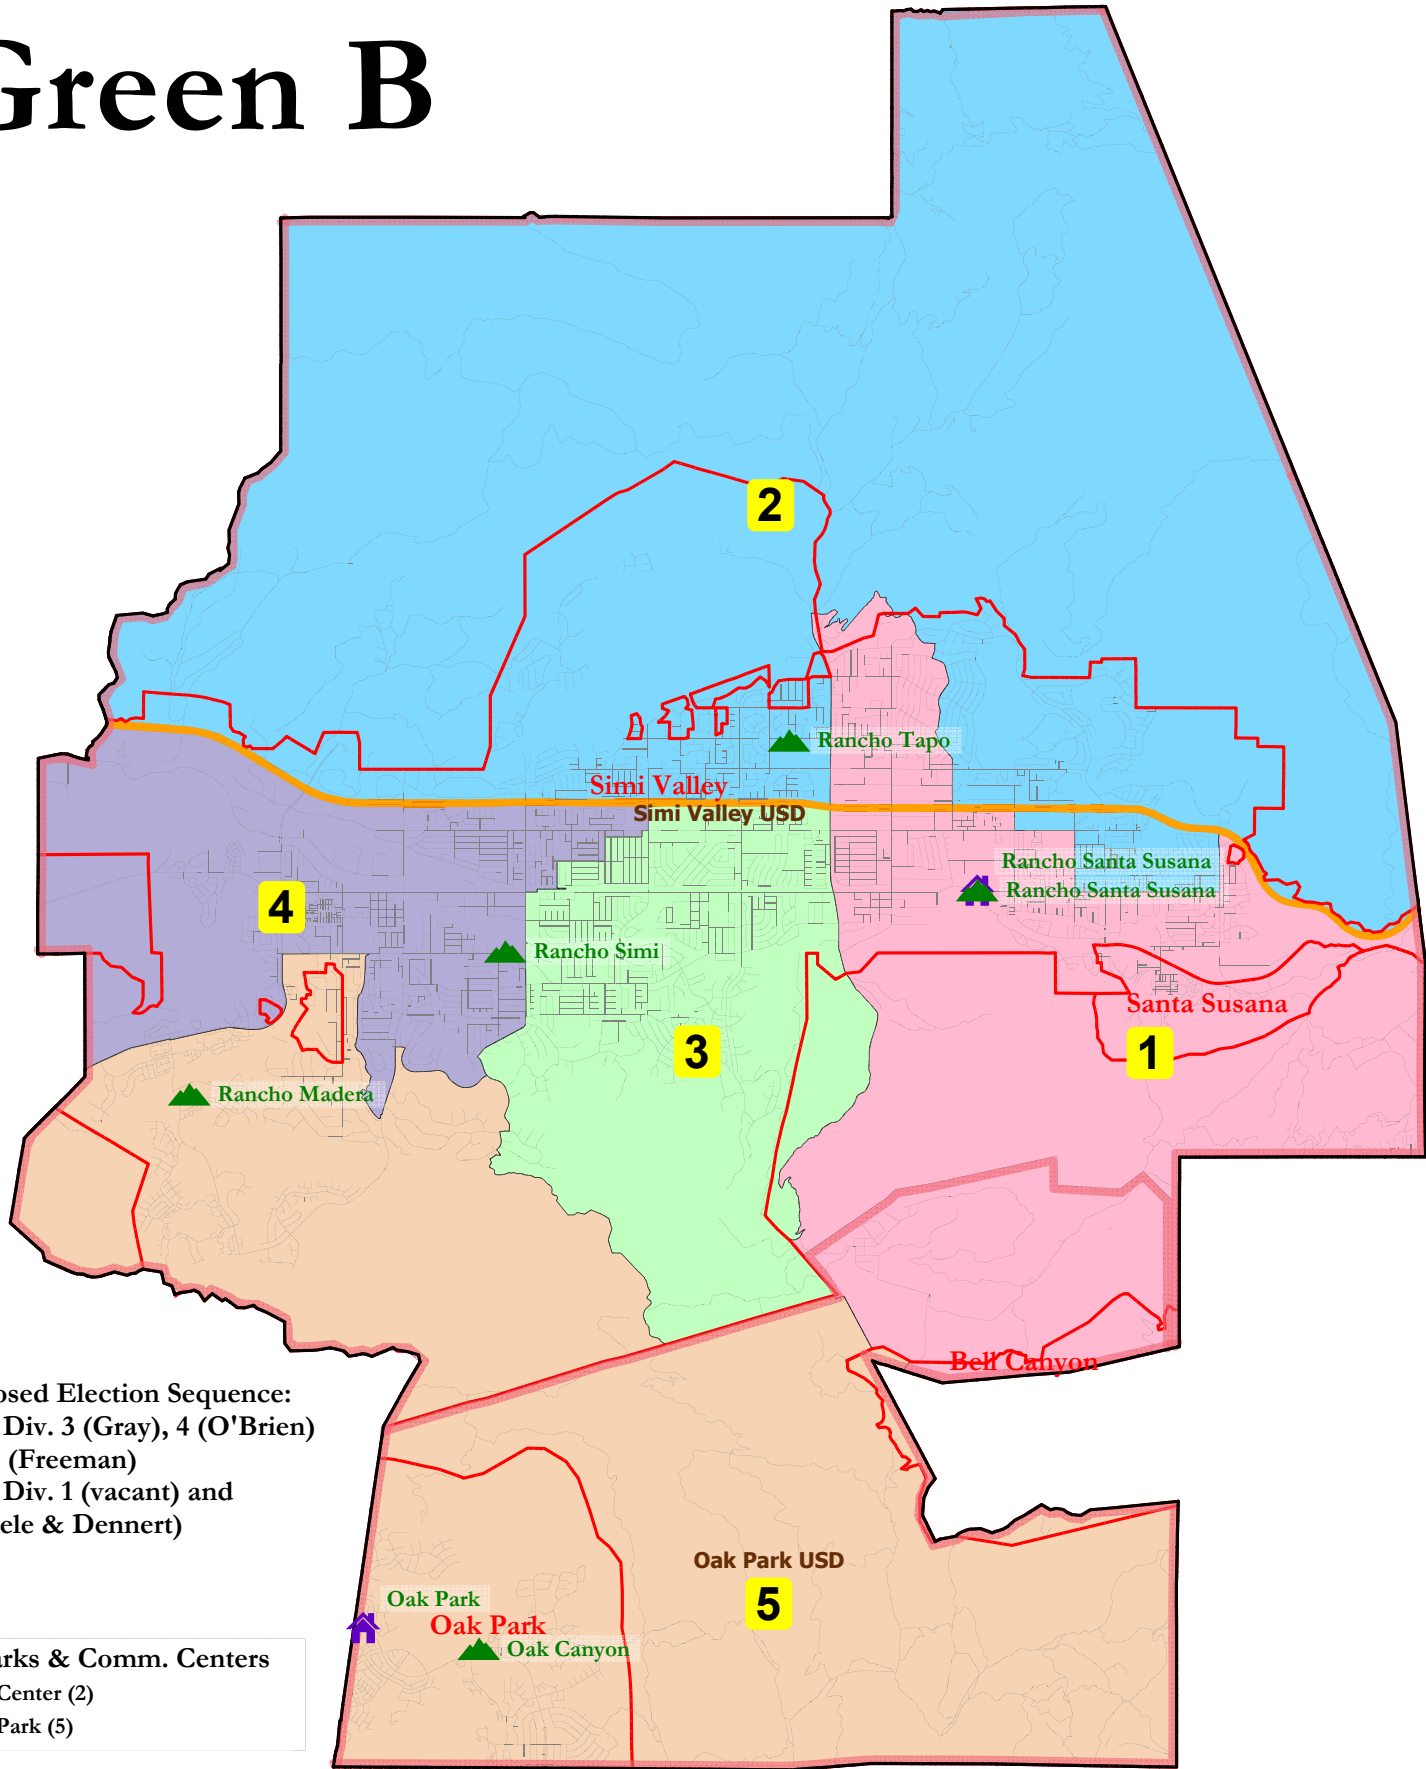 Green B
2
Rancho Tapo
Simi Valley
Simi Valley USD
Rancho Santa Susana
Rancho Santa Susana
4
Rancho Simi
Santa Susana
3
1
Rancho Madera
Bell Canyon
osed Election Sequence:
Div. 3 (Gray), 4 (O'Brien)
(Freeman)
Div. 1 (vacant) and
ele & Dennert)
Oak Park USD
5
Oak Park
Oak Park
Oak Canyon
arks & Comm. Centers
Center (2)
Park (5)